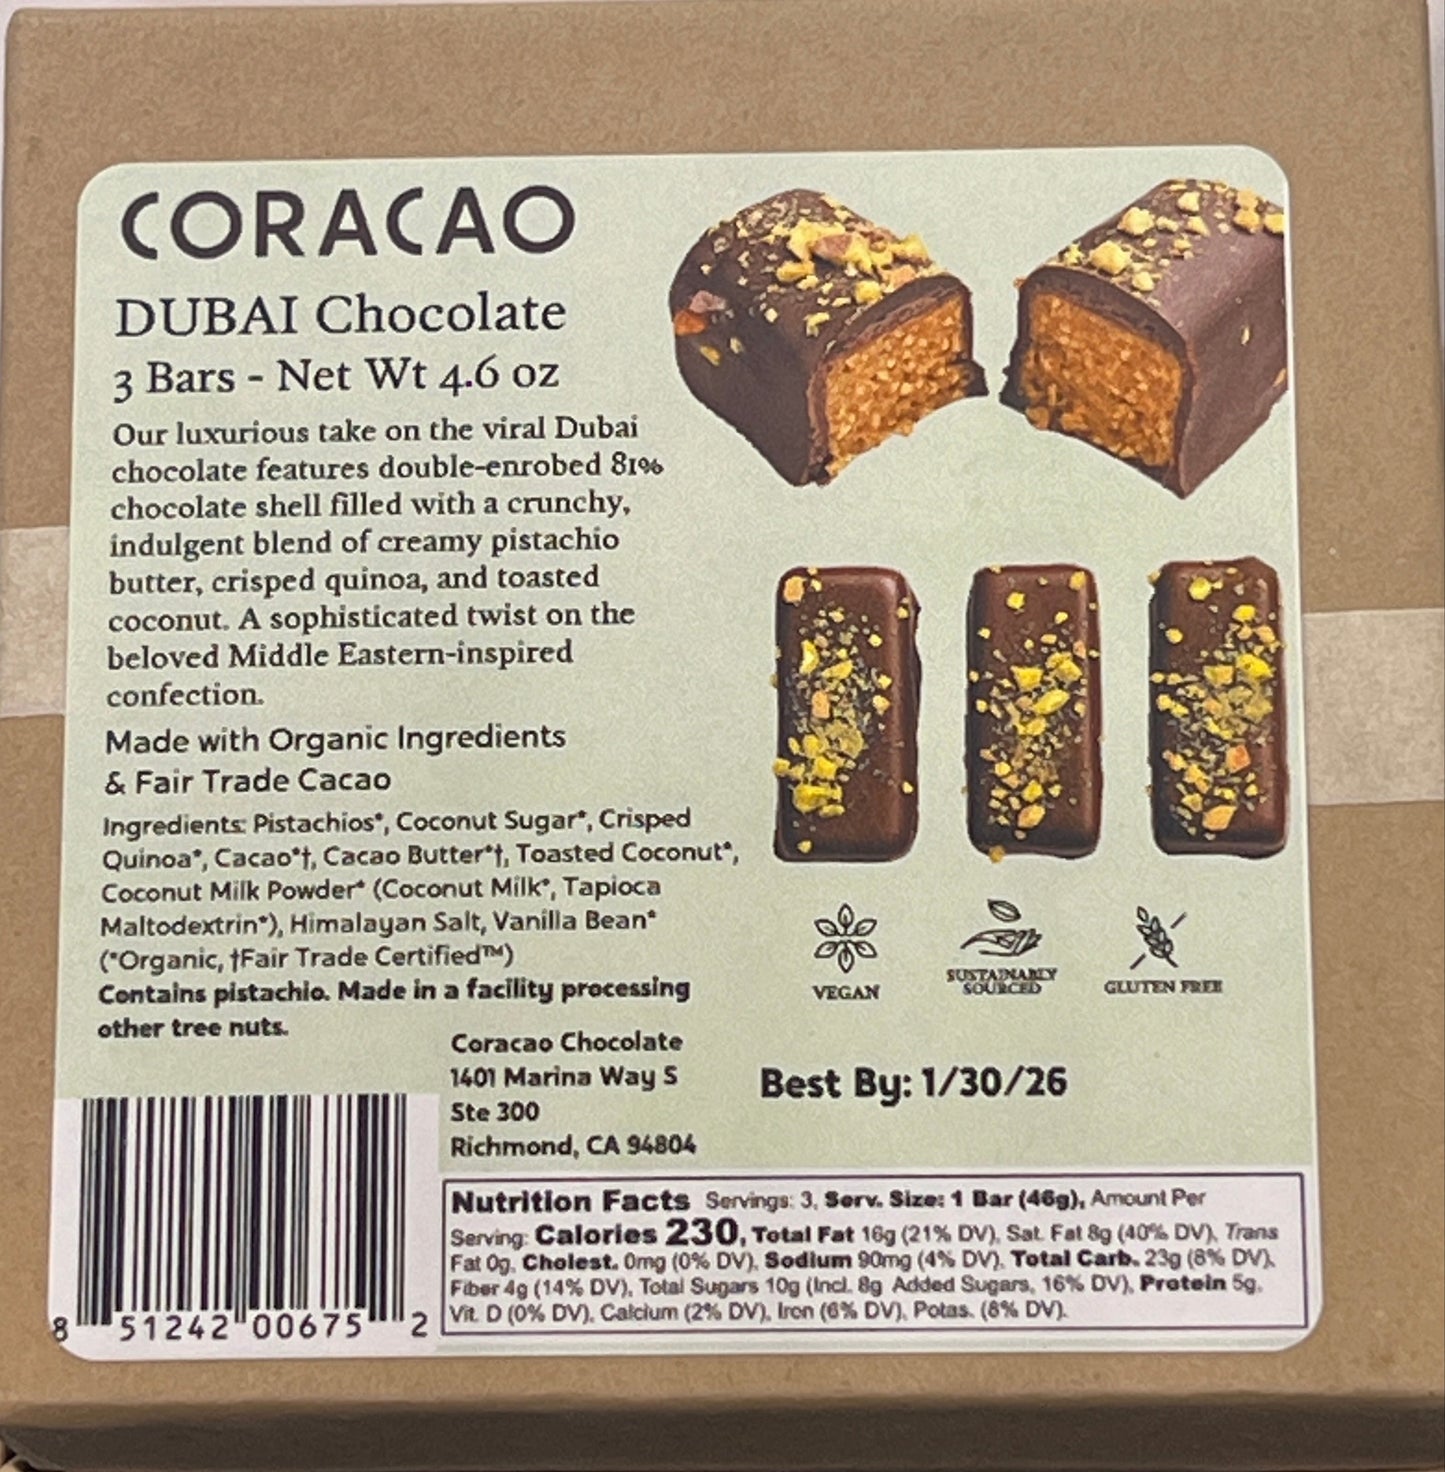 CORACAO
DUBAI Chocolate
3 Bars - Net Wt 4.6 oz
Our luxurious take on the viral Dubai
chocolate features double-enrobed 81%
chocolate shell filled with a crunchy,
indulgent blend of creamy pistachio
butter, crisped quinoa, and toasted
coconut. A sophisticated twist on the
beloved Middle Eastern-inspired
confection.
Made with Organic Ingredients
& Fair Trade Cacao
Ingredients: Pistachios*, Coconut Sugar*, Crisped
Quinoa*, Cacao*†, Cacao Butter*†, Toasted Coconut*,
Coconut Milk Powder* (Coconut Milk*, Tapioca
Maltodextrin*), Himalayan Salt, Vanilla Bean*
(*Organic, †Fair Trade Certified™)
Contains pistachio. Made in a facility processing
other tree nuts.
VEGAN
SUSTAINABLY
SOURCED
GLUTEN FREE
Coracao Chocolate
1401 Marina Way S
Ste 300
Richmond, CA 94804
Best By: 1/30/26
8 51242 00675 2
Nutrition Facts Servings: 3, Serv. Size: 1 Bar (46g), Amount Per
Serving: Calories 230, Total Fat 16g (21% DV), Sat. Fat 8g (40% DV), Trans
Fat 0g, Cholest. 0mg (0% DV), Sodium 90mg (4% DV), Total Carb. 23g (8% DV),
Fiber 4g (14% DV), Total Sugars 10g (Incl. 8g Added Sugars, 16% DV), Protein 5g,
Vit. D (0% DV), Calcium (2% DV), Iron (6% DV), Potas. (8% DV).